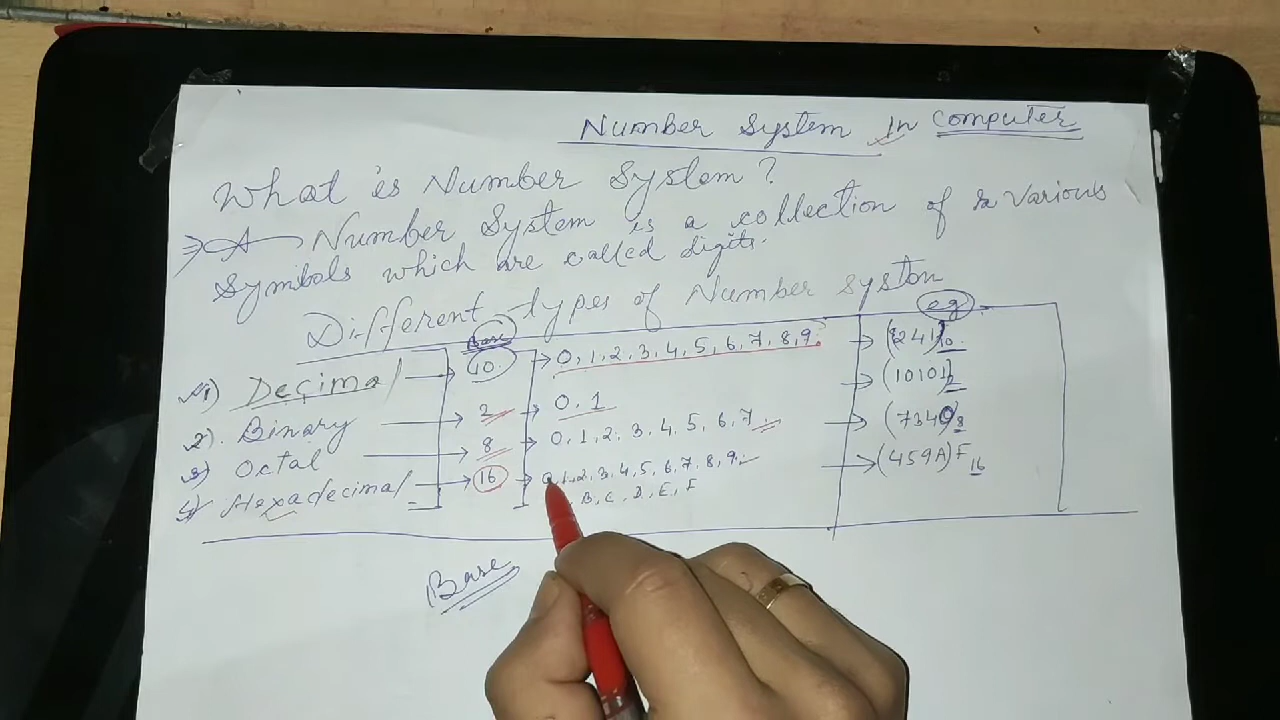 Number System in Computer
What is Number System?
⇒ A Number System is a collection of various
Symbols which are called digits.
Different types of Number systom
Base eg
1) Decimal → 10. → 0, 1, 2, 3, 4, 5, 6, 7, 8, 9. → (8241)10.
2). Binary → 2 → 0, 1 → (10101)2
3) Octal → 8 → 0, 1, 2, 3, 4, 5, 6, 7 → (7340)8
4) Hexadecimal → 16 → 0, 1, 2, 3, 4, 5, 6, 7, 8, 9, → (459A)F16
B, C, D, E, F
Base